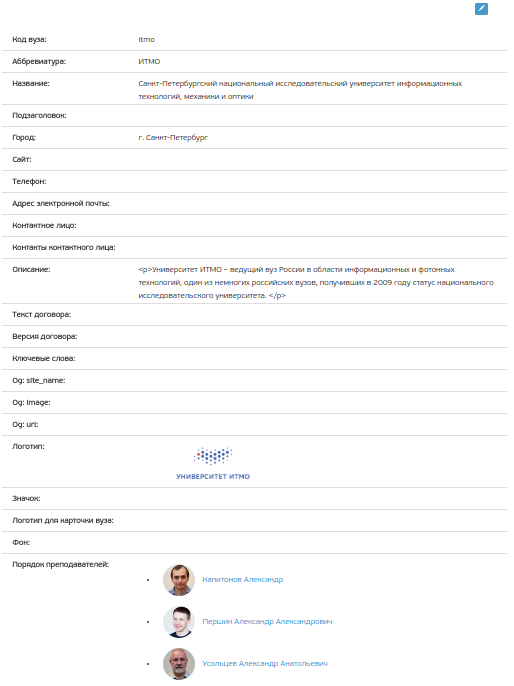 Код вуза: itmo
Аббревиатура: ИТМО
Название: Санкт-Петербургский национальный исследовательский университет информационных
технологий, механики и оптики
Подзаголовок:
Город: г. Санкт-Петербург
Сайт:
Телефон:
Адрес электронной почты:
Контактное лицо:
Контакты контактного лица:
Описание: <p>Университет ИТМО – ведущий вуз России в области информационных и фотонных
технологий, один из немногих российских вузов, получивших в 2009 году статус национального
исследовательского университета. </p>
Текст договора:
Версия договора:
Ключевые слова:
Og: site_name:
Og: image:
Og: url:
Логотип:
УНИВЕРСИТЕТ ИТМО
Значок:
Логотип для карточки вуза:
Фон:
Порядок преподавателей:
• Капитонов Александр
• Першин Александр Александрович
• Усольцев Александр Анатольевич